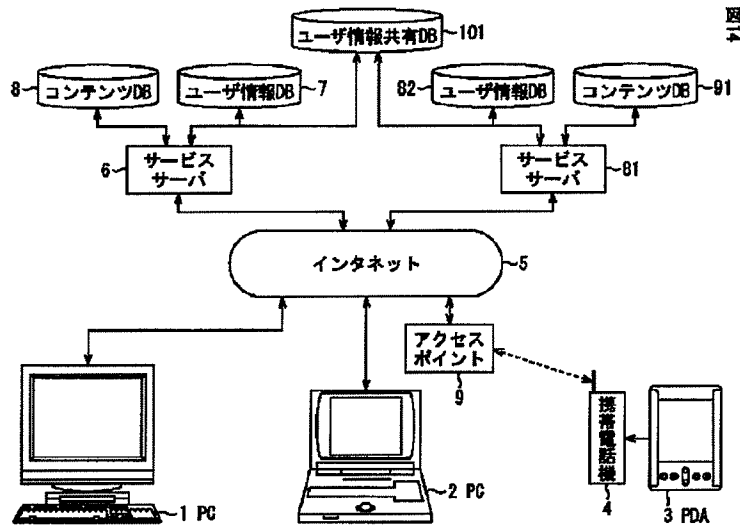 図14
ユーザ情報共有DB 101
8 コンテンツDB
ユーザ情報DB 7
82 ユーザ情報DB
コンテンツDB 91
6 サービス
サーバ
サービス
サーバ 81
インタネット 5
アクセス
ポイント
9
携帯電話機
4
1 PC
2 PC
3 PDA